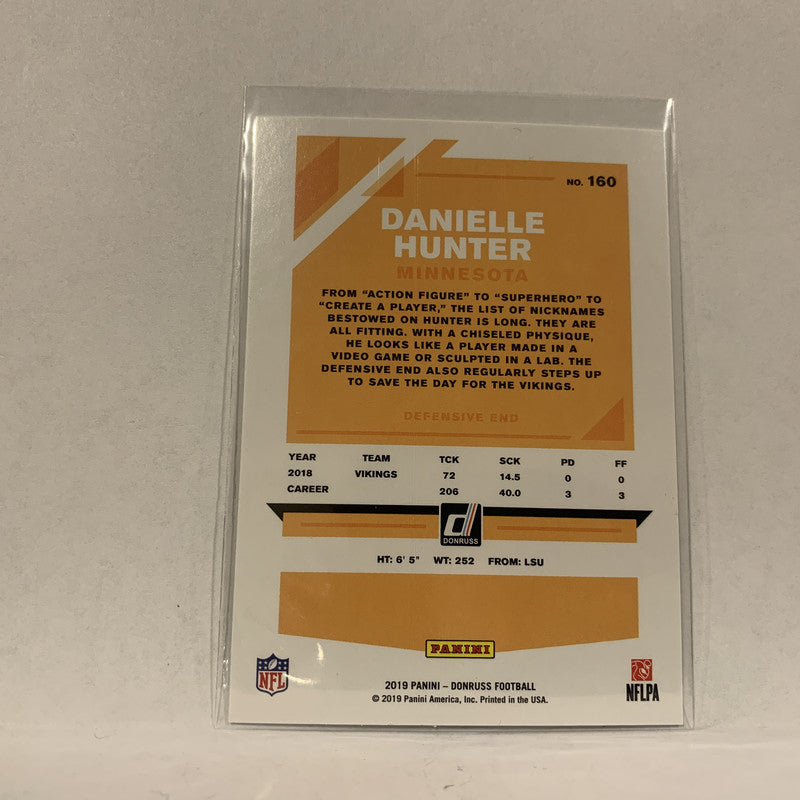 NO. 160
DANIELLE
HUNTER
MINNESOTA
FROM "ACTION FIGURE" TO "SUPERHERO" TO
"CREATE A PLAYER," THE LIST OF NICKNAMES
BESTOWED ON HUNTER IS LONG. THEY ARE
ALL FITTING. WITH A CHISELED PHYSIQUE,
HE LOOKS LIKE A PLAYER MADE IN A
VIDEO GAME OR SCULPTED IN A LAB. THE
DEFENSIVE END ALSO REGULARLY STEPS UP
TO SAVE THE DAY FOR THE VIKINGS.
DEFENSIVE END
YEAR TEAM TCK SCK PD FF
2018 VIKINGS 72 14.5 0 0
CAREER 206 40.0 3 3
DONRUSS
HT: 6' 5" WT: 252 FROM: LSU
PANINI
NFL
2019 PANINI – DONRUSS FOOTBALL
© 2019 Panini America, Inc. Printed in the USA.
NFLPA